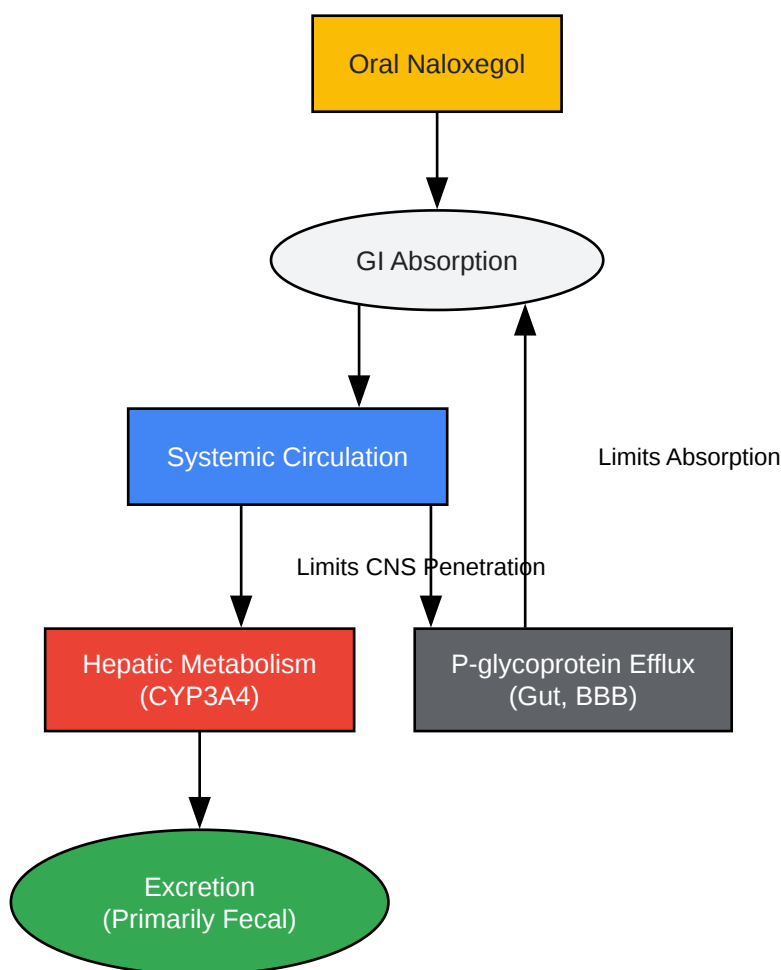 Oral Naloxegol
GI Absorption
Systemic Circulation
Limits Absorption
Limits CNS Penetration
Hepatic Metabolism
(CYP3A4)
P-glycoprotein Efflux
(Gut, BBB)
Excretion
(Primarily Fecal)